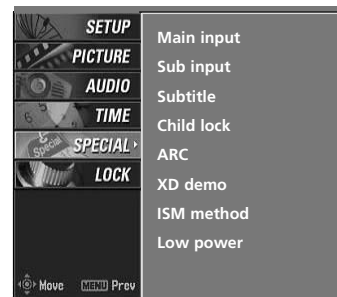 SETUP
PICTURE
AUDIO
TIME
SPECIAL
LOCK
Move MENU Prev
Main input
Sub input
Subtitle
Child lock
ARC
XD demo
ISM method
Low power